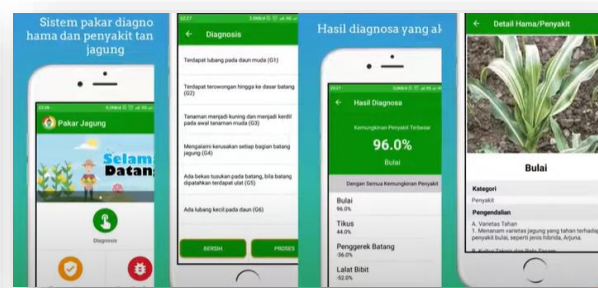 Sistem pakar diagno
hama dan penyakit tan
jagung
Pakar Jagung
Selam
Datan
Diagnosis
Diagnosis
Terdapat lubang pada daun muda (G1)
Terdapat terowongan hingga ke dasar batang
(G2)
Tanaman menjadi kuning dan menjadi kerdil
pada awal tanaman muda (G3)
Mengalami kerusakan setiap bagian batang
jagung (G4)
Ada bekas tusukan pada batang, bila batang
dipatahkan terdapat ulat (G5)
Ada lubang kecil pada daun (G6)
BERSIH
PROSES
Hasil diagnosa yang ak
Hasil Diagnosa
Kemungkinan Penyakit Terbesar
96.0%
Bulai
Dengan Semua Kemungkinan Penyakit
Bulai
96.0%
Tikus
44.0%
Penggerek Batang
-36.0%
Lalat Bibit
-52.0%
Detail Hama/Penyakit
Bulai
Kategori
Penyakit
Pengendalian
A. Varietas Tahan
1. Menanam varietas jagung yang tahan terhadap
penyakit bulai, seperti jenis hibrida, Arjuna.